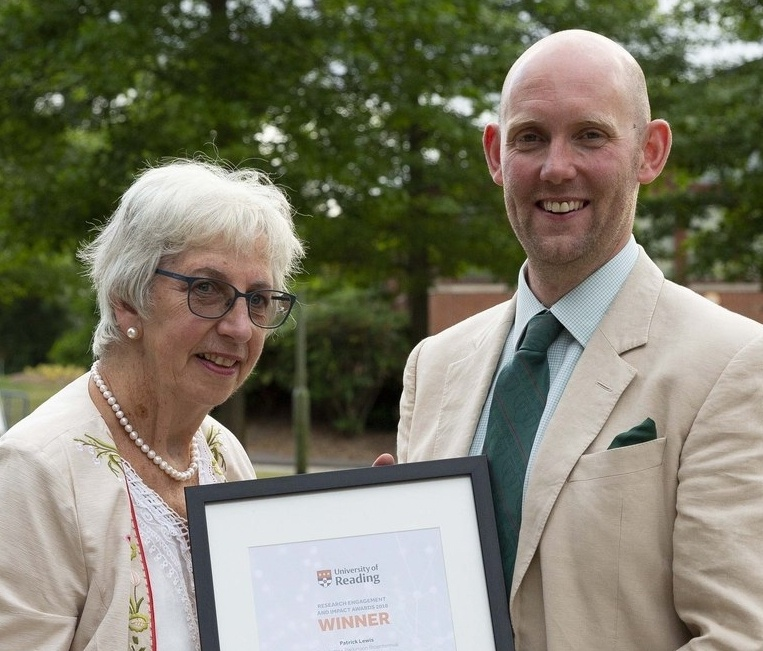 University of
Reading
RESEARCH ENGAGEMENT
AND IMPACT AWARDS 2018
WINNER
Patrick Lewis